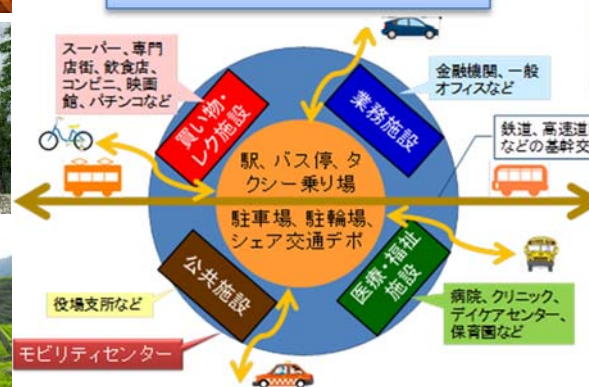 スーパー、専門
店街、飲食店、
コンビニ、映画
館、パチンコなど
買い物・
レク施設
業務施設
金融機関、一般
オフィスなど
鉄道、高速道
などの基幹交
駅、バス停、タ
クシー乗り場
駐車場、駐輪場、
シェア交通デポ
公共施設
役場支所など
医療・福祉
施設
病院、クリニック、
デイケアセンター、
保育園など
モビリティセンター